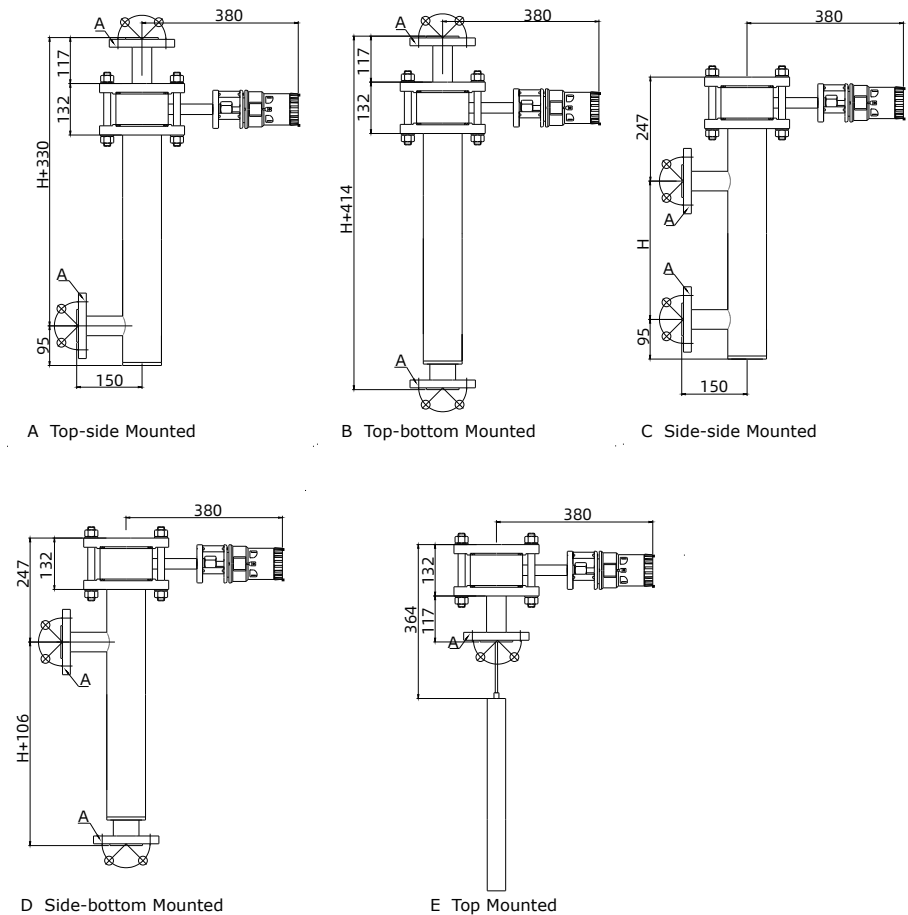 A
380
117
132
H+330
A
95
150
A Top-side Mounted
A
380
117
132
H+414
A
B Top-bottom Mounted
380
247
A
H
A
95
150
C Side-side Mounted
380
247
132
A
H+106
A
D Side-bottom Mounted
380
132
364
117
A
E Top Mounted